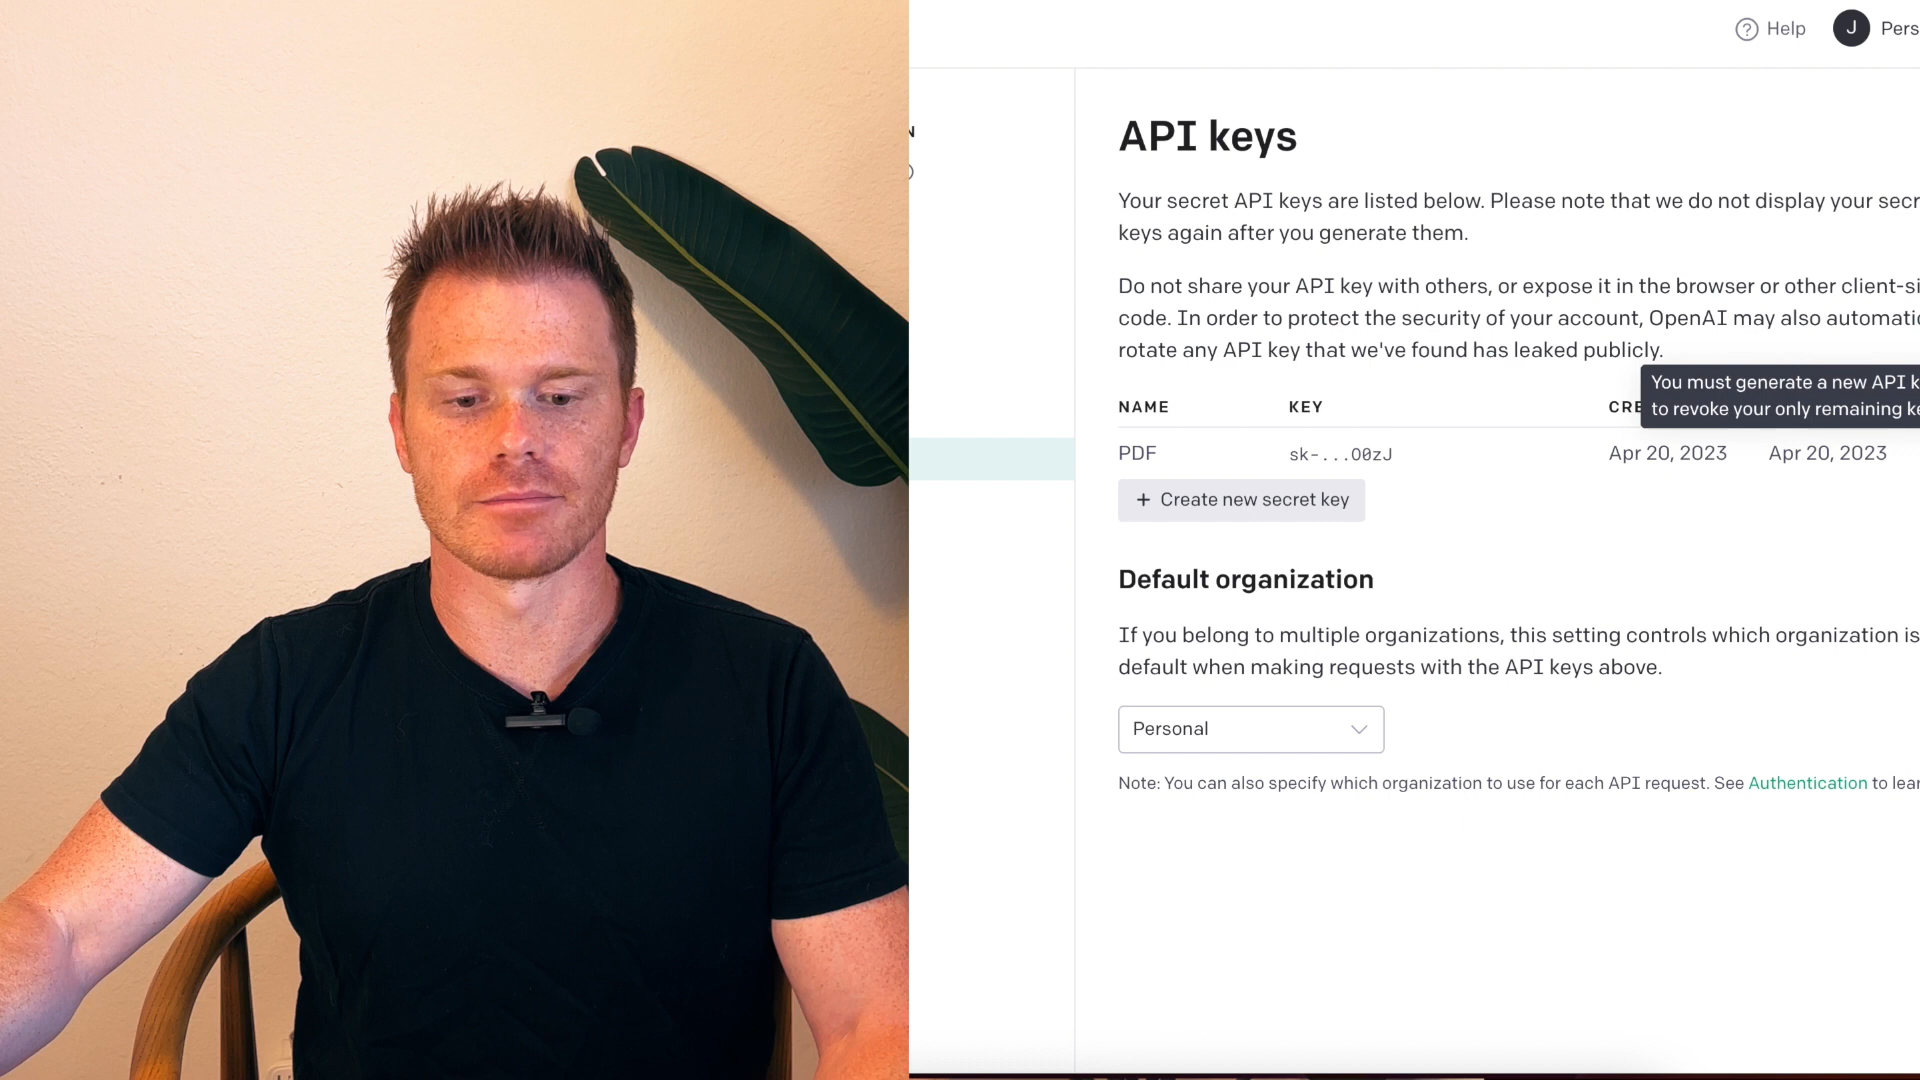 Help
J
Pers
API keys
Your secret API keys are listed below. Please note that we do not display your secr
keys again after you generate them.
Do not share your API key with others, or expose it in the browser or other client-si
code. In order to protect the security of your account, OpenAI may also automatic
rotate any API key that we've found has leaked publicly.
You must generate a new API k
to revoke your only remaining ke
NAME KEY CRE
PDF sk-...O0zJ Apr 20, 2023 Apr 20, 2023
+ Create new secret key
Default organization
If you belong to multiple organizations, this setting controls which organization is
default when making requests with the API keys above.
Personal
Note: You can also specify which organization to use for each API request. See Authentication to lear